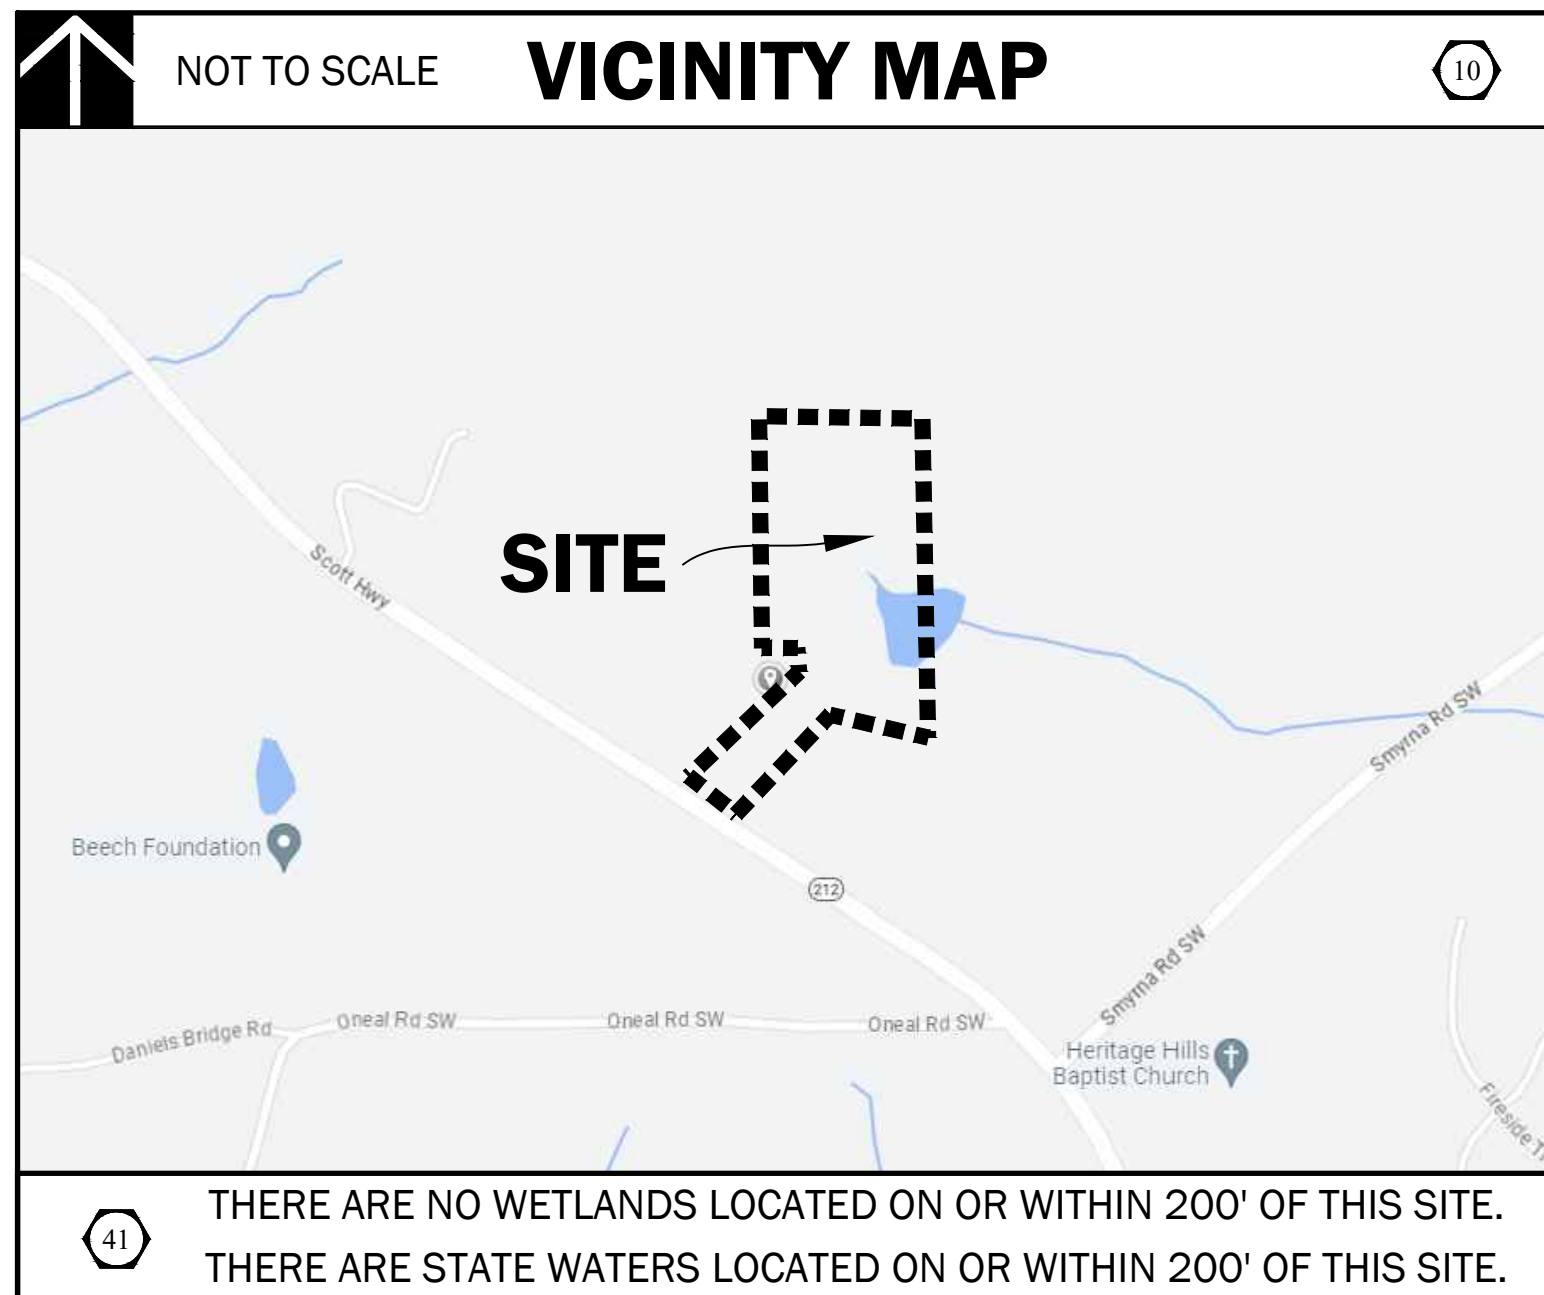 NOT TO SCALE
VICINITY MAP
10
Scott Hwy
SITE
Smyrna Rd SW
Beech Foundation
212
Smyrna Rd SW
Daniels Bridge Rd
Oneal Rd SW
Oneal Rd SW
Oneal Rd SW
Heritage Hills
Baptist Church
Fireside
41
THERE ARE NO WETLANDS LOCATED ON OR WITHIN 200' OF THIS SITE.
THERE ARE STATE WATERS LOCATED ON OR WITHIN 200' OF THIS SITE.